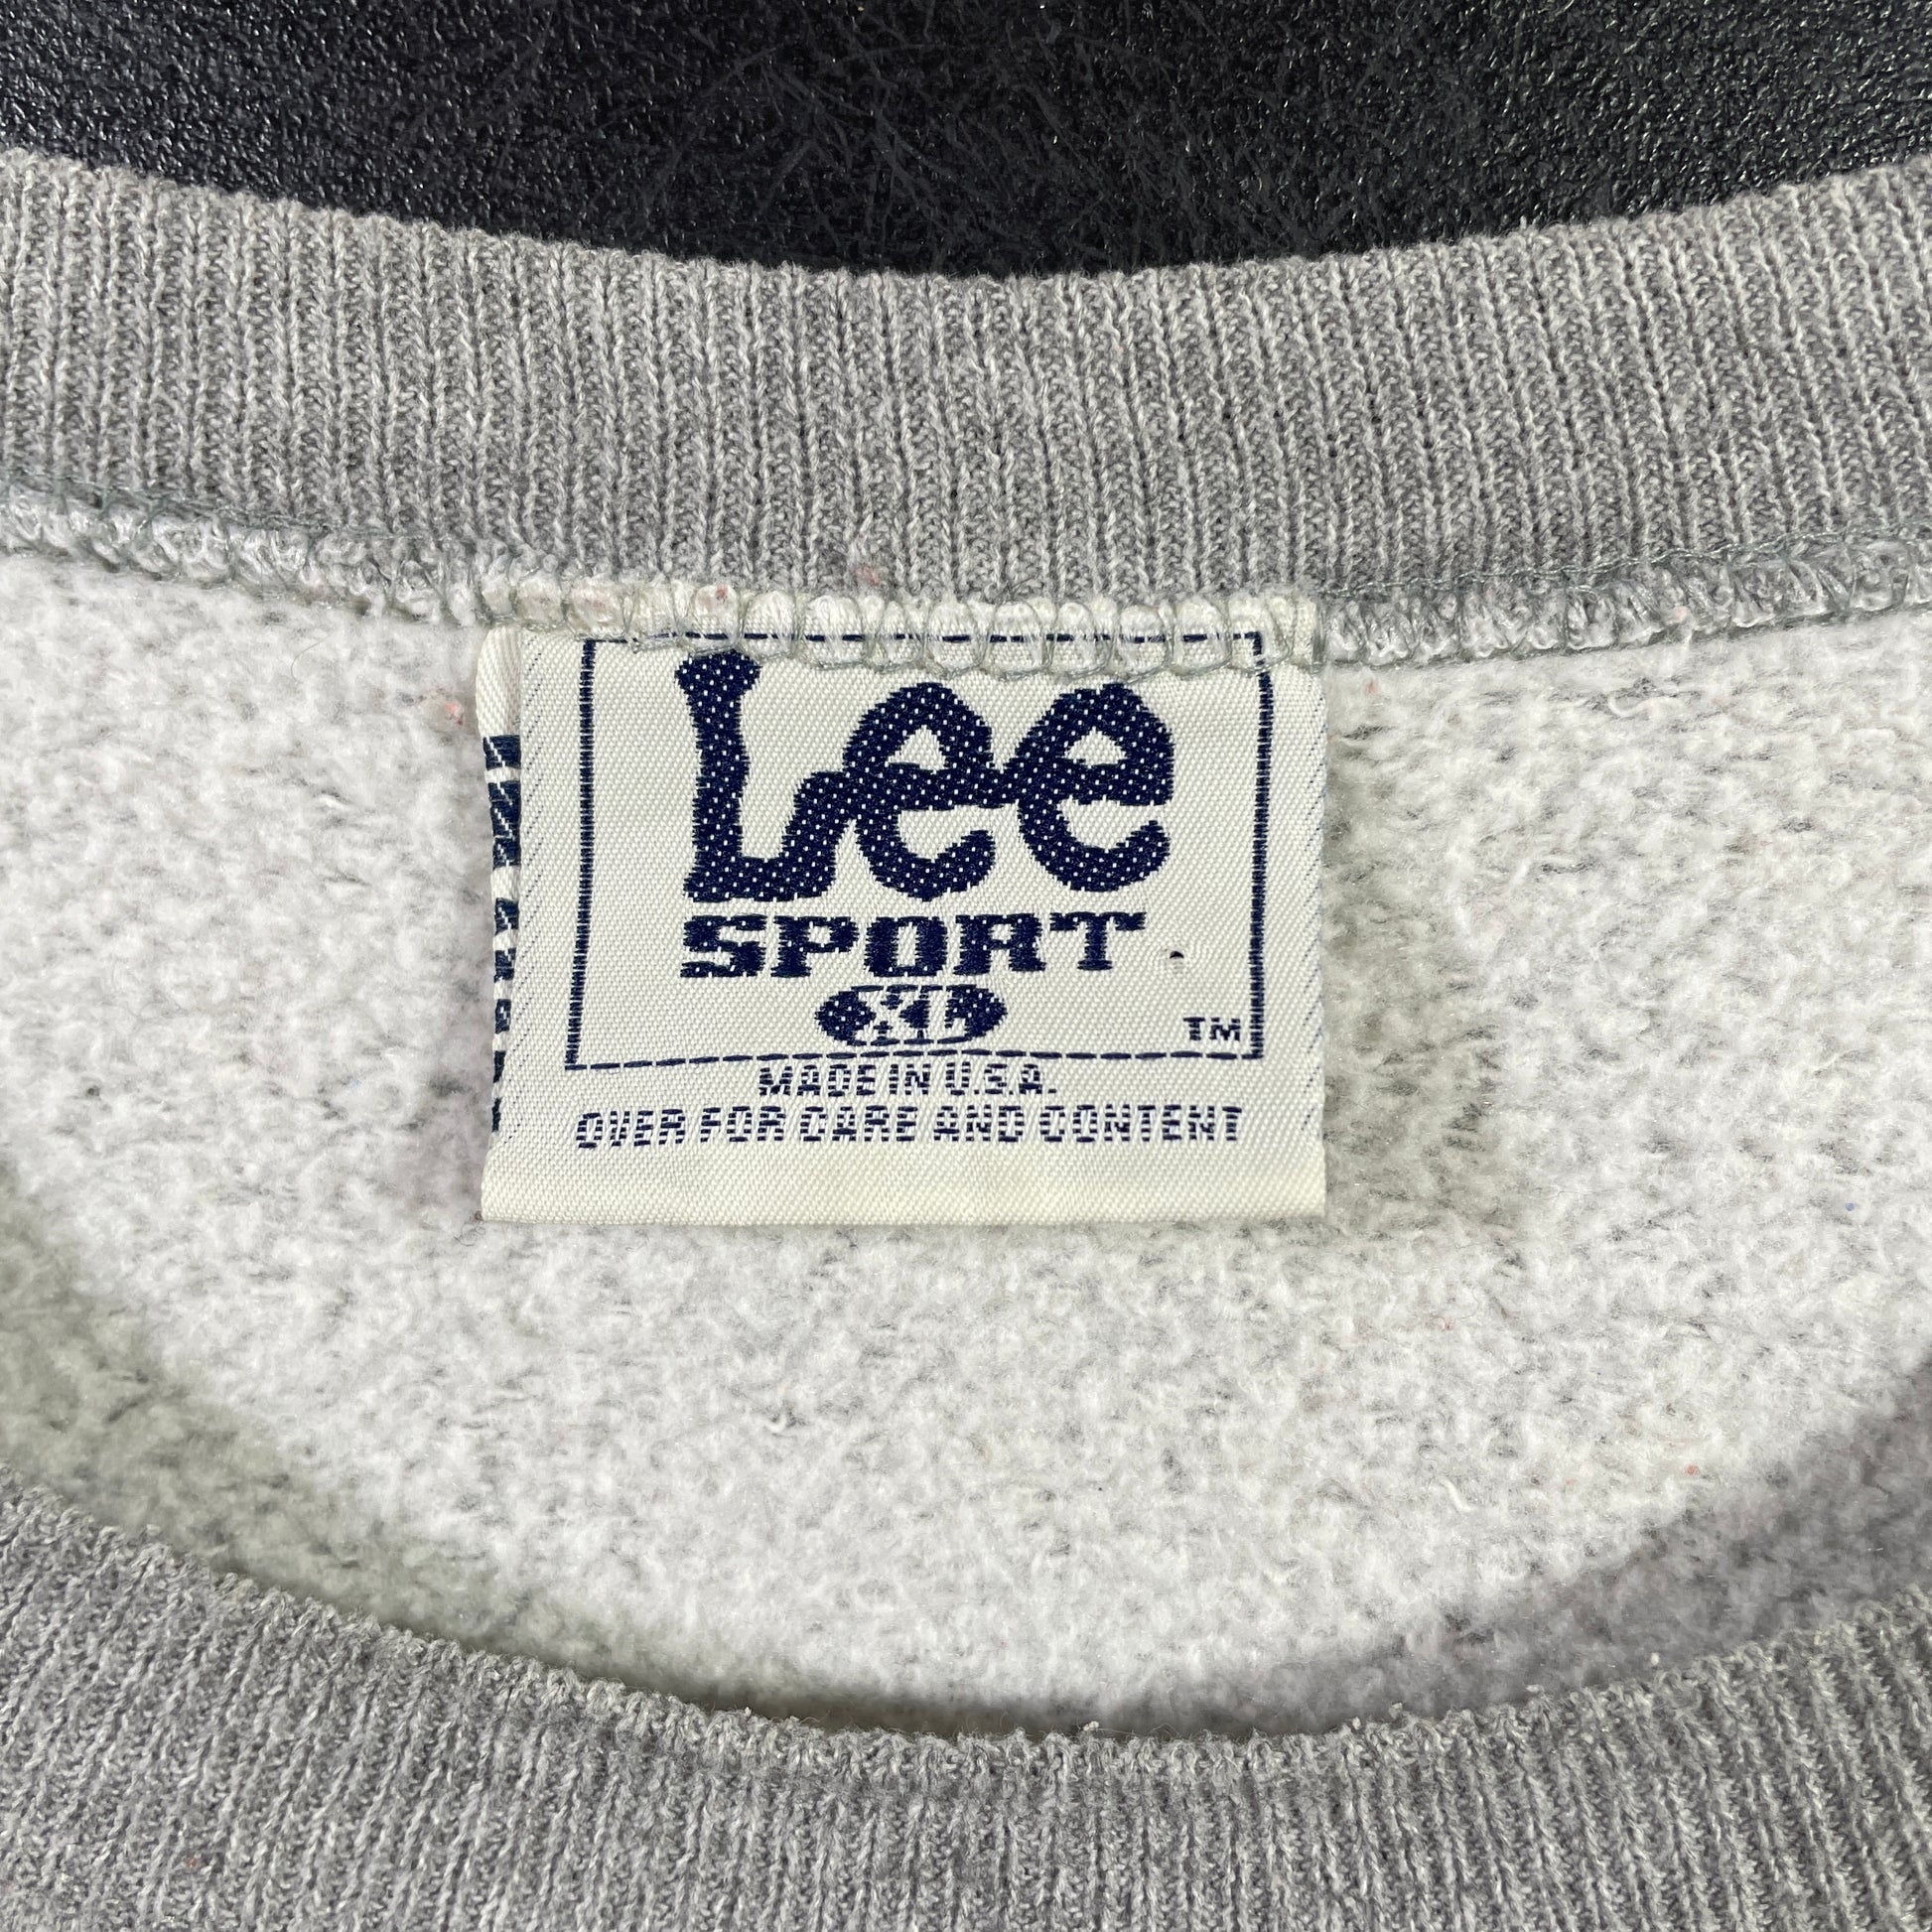 Lee
SPORT
XL
TM
MADE IN U.S.A.
OVER FOR CARE AND CONTENT